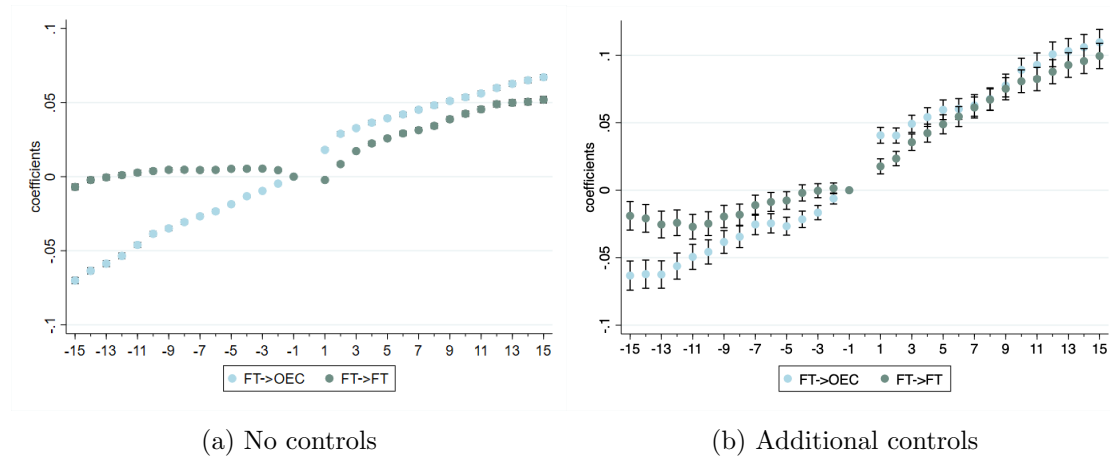 coefficients
.1
.05
0
-.05
-.1
-15 -13 -11 -9 -7 -5 -3 -1 1 3 5 7 9 11 13 15
FT->OEC FT->FT
(a) No controls
coefficients
.1
.05
0
-.05
-.1
-15 -13 -11 -9 -7 -5 -3 -1 1 3 5 7 9 11 13 15
FT->OEC FT->FT
(b) Additional controls